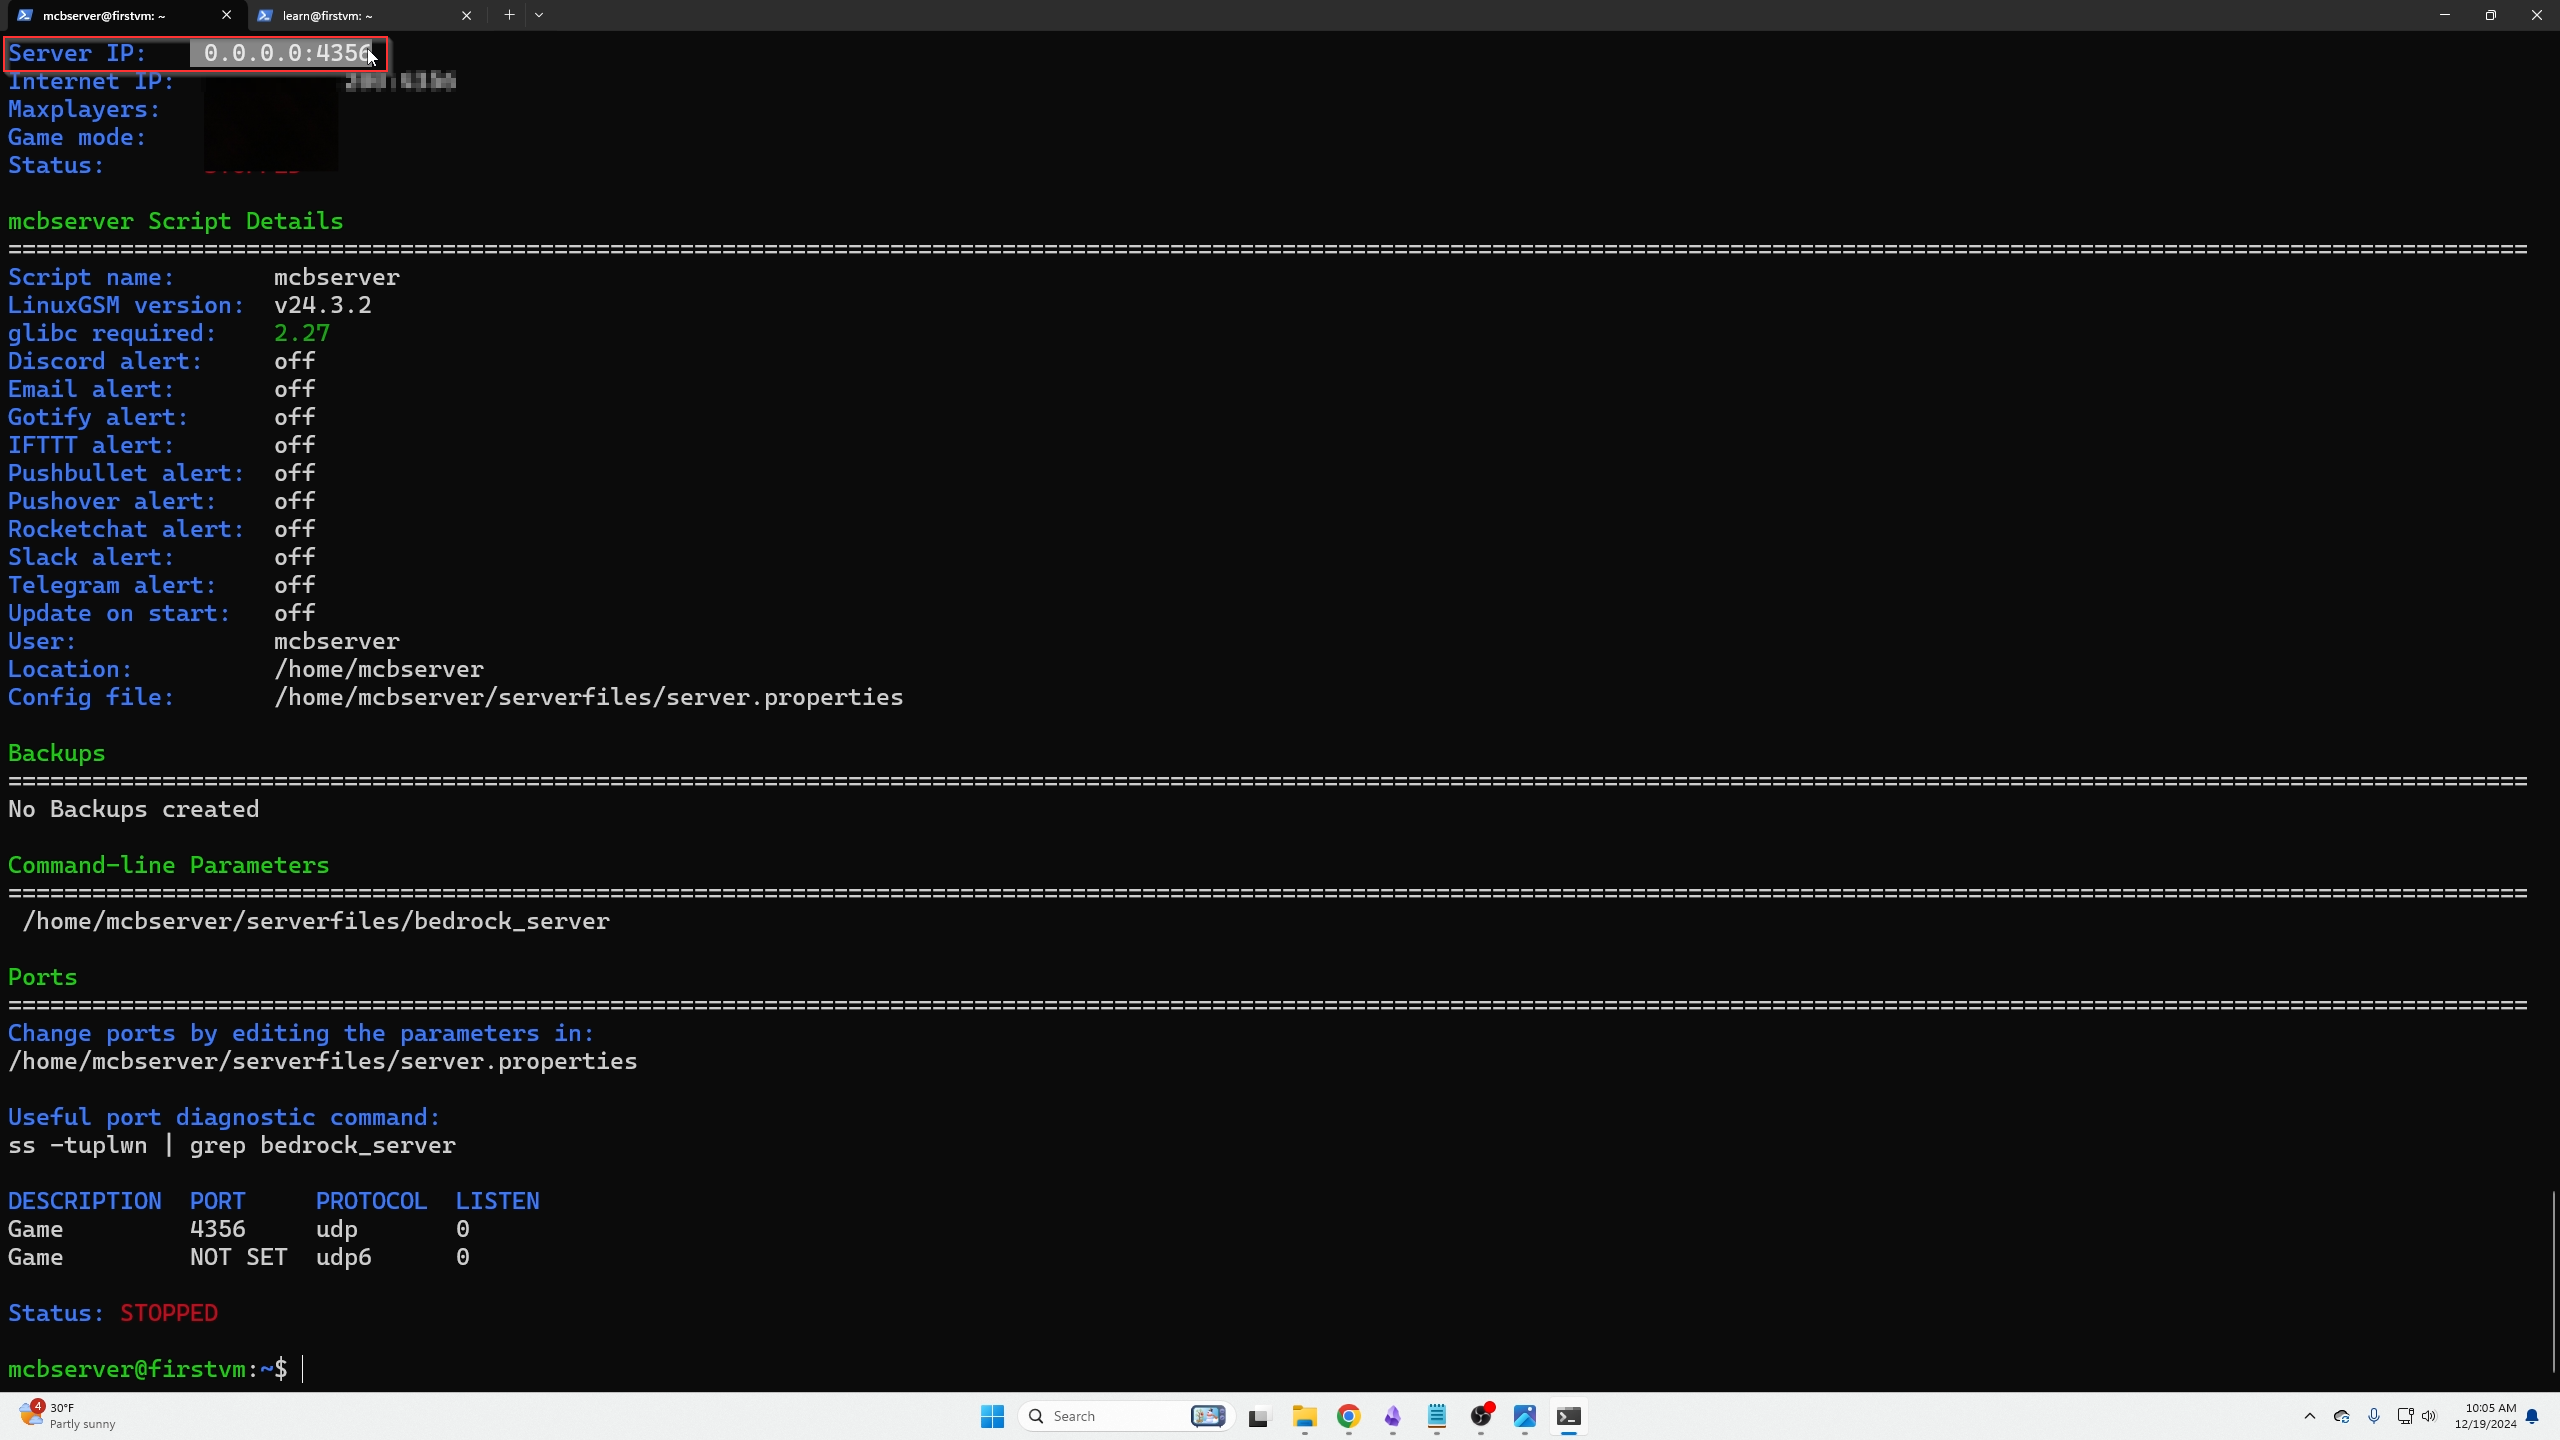 mcbserver@firstvm: ~
learn@firstvm: ~
Server IP: 0.0.0.0:4356
Internet IP:
Maxplayers:
Game mode:
Status:
mcbserver Script Details
====================================================================================================================================================================================
Script name: mcbserver
LinuxGSM version: v24.3.2
glibc required: 2.27
Discord alert: off
Email alert: off
Gotify alert: off
IFTTT alert: off
Pushbullet alert: off
Pushover alert: off
Rocketchat alert: off
Slack alert: off
Telegram alert: off
Update on start: off
User: mcbserver
Location: /home/mcbserver
Config file: /home/mcbserver/serverfiles/server.properties
Backups
====================================================================================================================================================================================
No Backups created
Command-line Parameters
====================================================================================================================================================================================
/home/mcbserver/serverfiles/bedrock_server
Ports
====================================================================================================================================================================================
Change ports by editing the parameters in:
/home/mcbserver/serverfiles/server.properties
Useful port diagnostic command:
ss -tuplwn | grep bedrock_server
DESCRIPTION PORT PROTOCOL LISTEN
Game 4356 udp 0
Game NOT SET udp6 0
Status: STOPPED
mcbserver@firstvm:~$
4
30°F
Partly sunny
Search
10:05 AM
12/19/2024